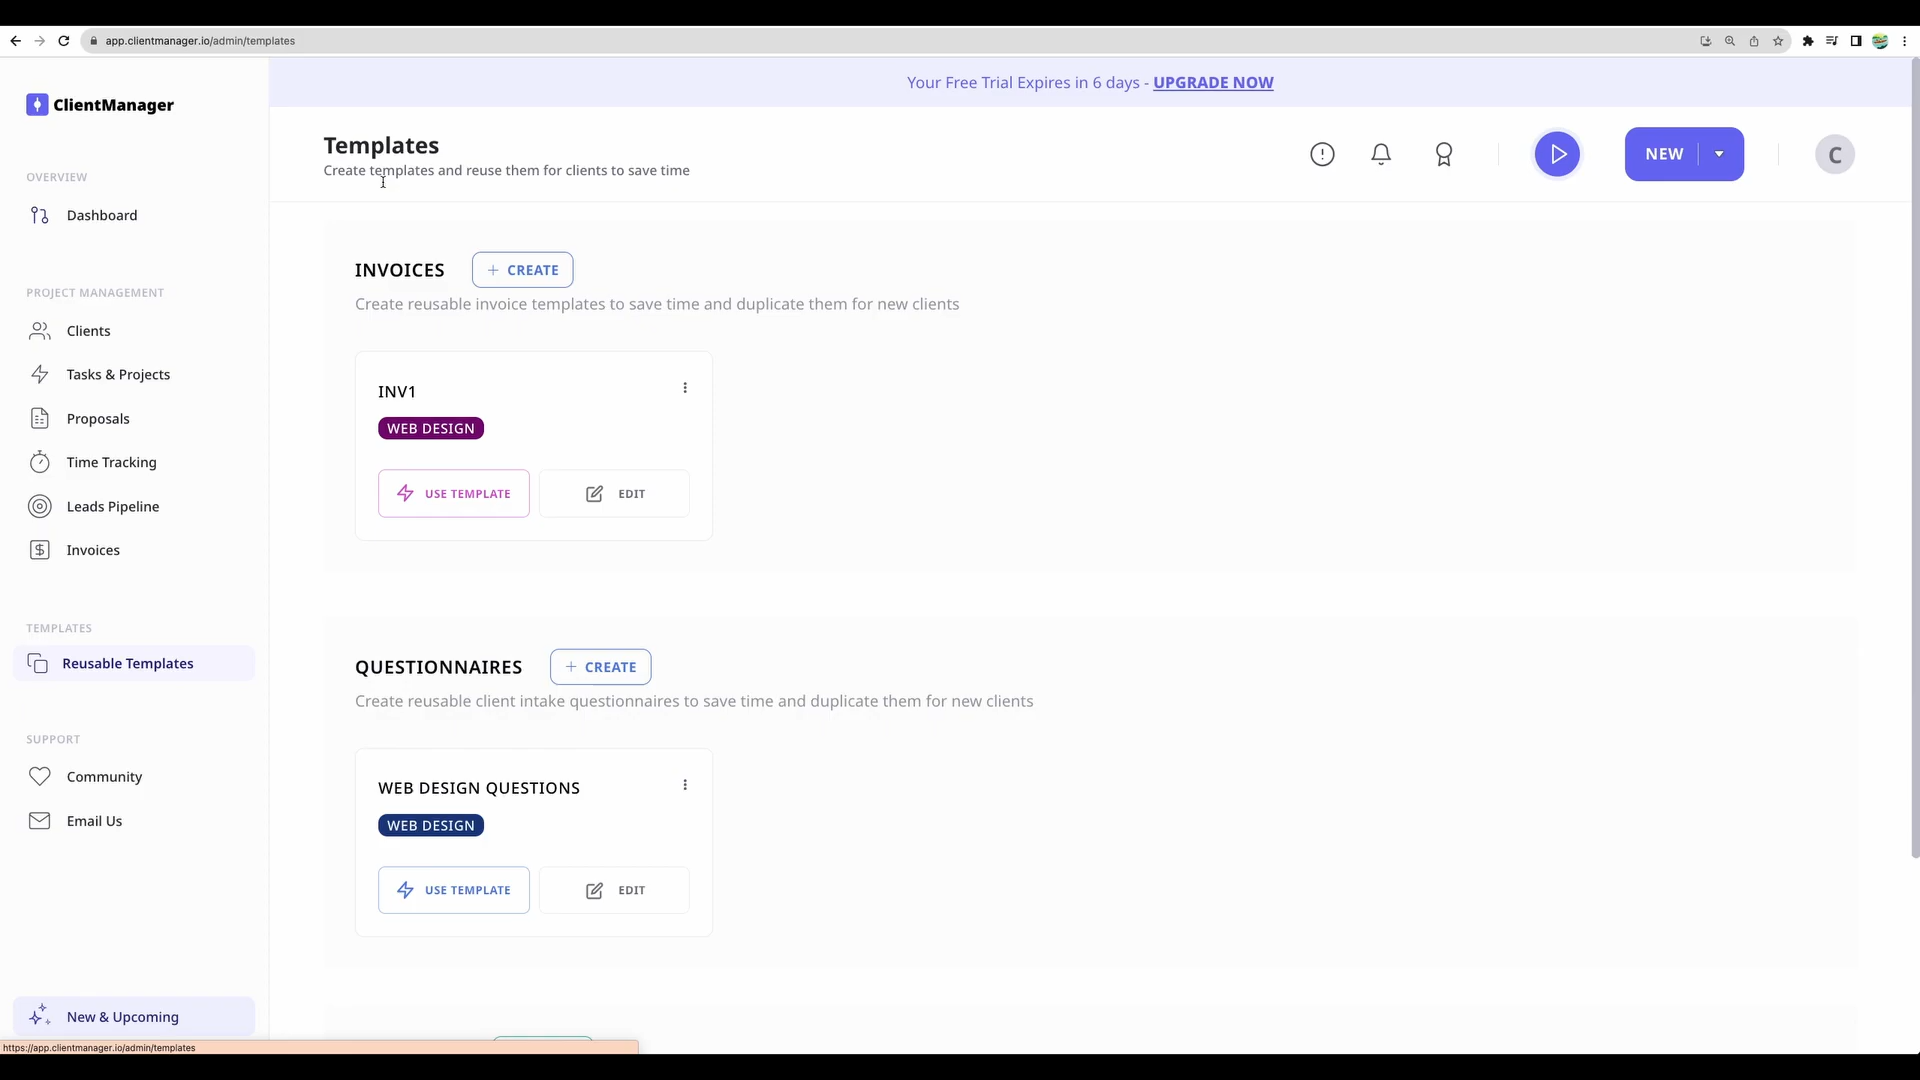 app.clientmanager.io/admin/templates
Your Free Trial Expires in 6 days - UPGRADE NOW
ClientManager
Templates
Create templates and reuse them for clients to save time
NEW
C
OVERVIEW
Dashboard
PROJECT MANAGEMENT
Clients
Tasks & Projects
Proposals
Time Tracking
Leads Pipeline
Invoices
TEMPLATES
Reusable Templates
SUPPORT
Community
Email Us
New & Upcoming
INVOICES
+ CREATE
Create reusable invoice templates to save time and duplicate them for new clients
INV1
WEB DESIGN
USE TEMPLATE
EDIT
QUESTIONNAIRES
+ CREATE
Create reusable client intake questionnaires to save time and duplicate them for new clients
WEB DESIGN QUESTIONS
WEB DESIGN
USE TEMPLATE
EDIT
https://app.clientmanager.io/admin/templates